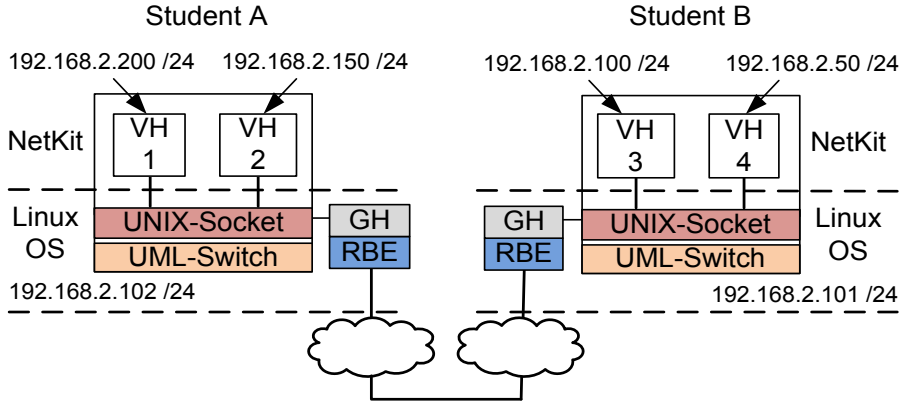 Student A
Student B
192.168.2.200 /24
192.168.2.150 /24
192.168.2.100 /24
192.168.2.50 /24
NetKit
VH
1
VH
2
VH
3
VH
4
NetKit
Linux
OS
UNIX-Socket
UML-Switch
GH
RBE
GH
RBE
UNIX-Socket
UML-Switch
Linux
OS
192.168.2.102 /24
192.168.2.101 /24